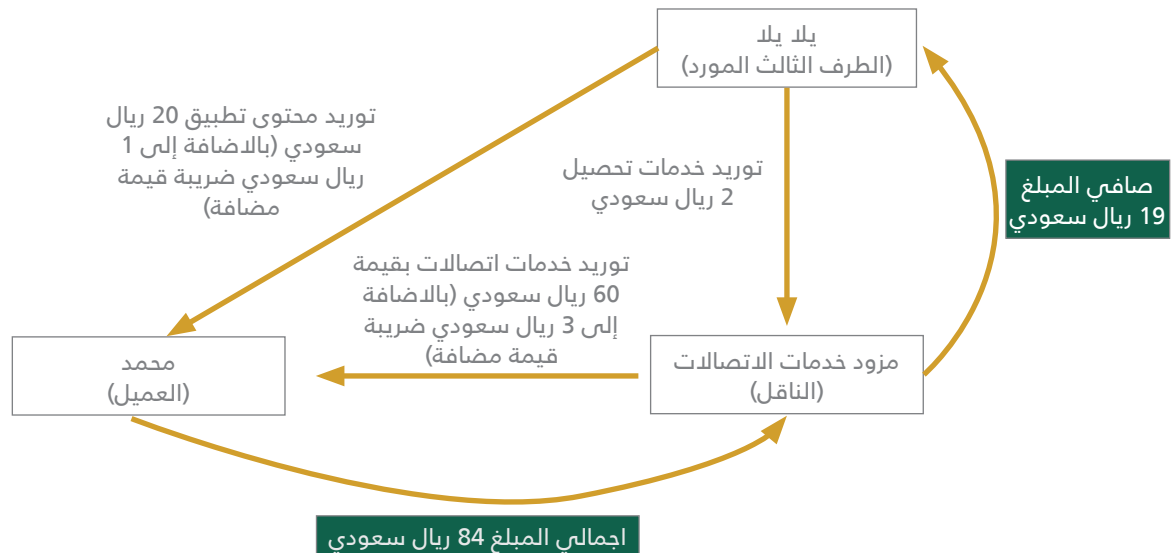 يلا يلا
(الطرف الثالث المورد)
توريد محتوى تطبيق 20 ريال
سعودي (بالاضافة إلى 1
ريال سعودي ضريبة قيمة
مضافة)
توريد خدمات تحصيل
2 ريال سعودي
صافي المبلغ
19 ريال سعودي
توريد خدمات اتصالات بقيمة
60 ريال سعودي (بالاضافة
إلى 3 ريال سعودي ضريبة
قيمة مضافة)
مزود خدمات الاتصالات
(الناقل)
محمد
(العميل)
اجمالي المبلغ 84 ريال سعودي